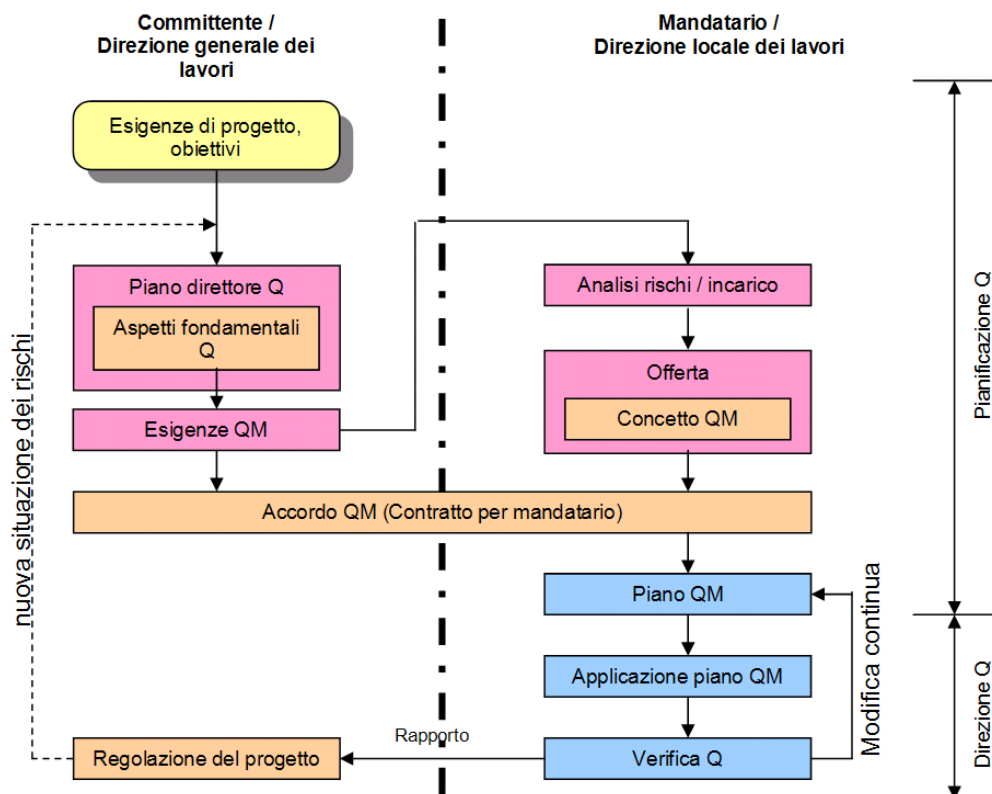 Committente /
Direzione generale dei
lavori
Mandatario /
Direzione locale dei lavori
Esigenze di progetto,
obiettivi
Piano direttore Q
Aspetti fondamentali
Q
Esigenze QM
Analisi rischi / incarico
Offerta
Concetto QM
Accordo QM (Contratto per mandatario)
Piano QM
Applicazione piano QM
Verifica Q
Rapporto
Regolazione del progetto
nuova situazione dei rischi
Modifica continua
Pianificazione Q
Direzione Q